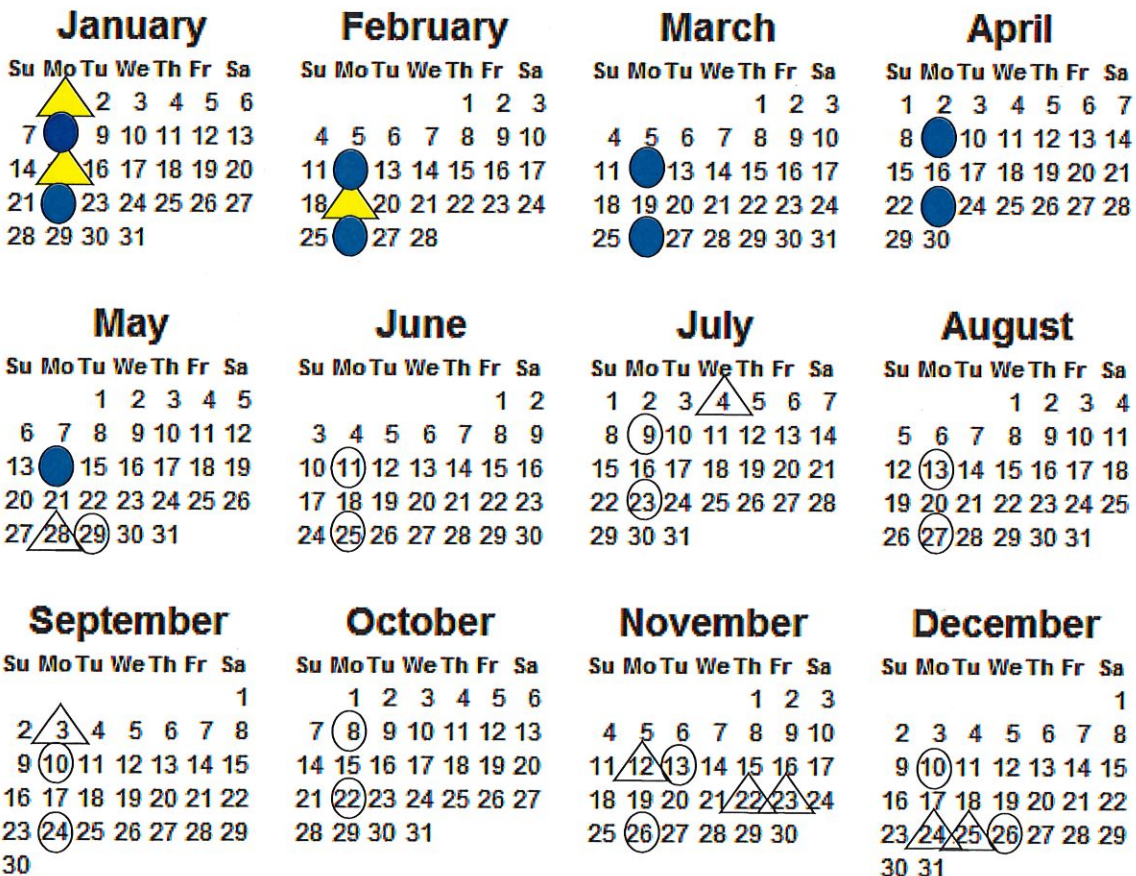 January
Su Mo Tu We Th Fr Sa
2 3 4 5 6
7 9 10 11 12 13
14 16 17 18 19 20
21 23 24 25 26 27
28 29 30 31
February
Su Mo Tu We Th Fr Sa
1 2 3
4 5 6 7 8 9 10
11 13 14 15 16 17
18 20 21 22 23 24
25 27 28
March
Su Mo Tu We Th Fr Sa
1 2 3
4 5 6 7 8 9 10
11 13 14 15 16 17
18 19 20 21 22 23 24
25 27 28 29 30 31
April
Su Mo Tu We Th Fr Sa
1 2 3 4 5 6 7
8 10 11 12 13 14
15 16 17 18 19 20 21
22 24 25 26 27 28
29 30
May
Su Mo Tu We Th Fr Sa
1 2 3 4 5
6 7 8 9 10 11 12
13 15 16 17 18 19
20 21 22 23 24 25 26
27 28 29 30 31
June
Su Mo Tu We Th Fr Sa
1 2
3 4 5 6 7 8 9
10 11 12 13 14 15 16
17 18 19 20 21 22 23
24 25 26 27 28 29 30
July
Su Mo Tu We Th Fr Sa
1 2 3 4 5 6 7
8 9 10 11 12 13 14
15 16 17 18 19 20 21
22 23 24 25 26 27 28
29 30 31
August
Su Mo Tu We Th Fr Sa
1 2 3 4
5 6 7 8 9 10 11
12 13 14 15 16 17 18
19 20 21 22 23 24 25
26 27 28 29 30 31
September
Su Mo Tu We Th Fr Sa
1
2 3 4 5 6 7 8
9 10 11 12 13 14 15
16 17 18 19 20 21 22
23 24 25 26 27 28 29
30
October
Su Mo Tu We Th Fr Sa
1 2 3 4 5 6
7 8 9 10 11 12 13
14 15 16 17 18 19 20
21 22 23 24 25 26 27
28 29 30 31
November
Su Mo Tu We Th Fr Sa
1 2 3
4 5 6 7 8 9 10
11 12 13 14 15 16 17
18 19 20 21 22 23 24
25 26 27 28 29 30
December
Su Mo Tu We Th Fr Sa
1
2 3 4 5 6 7 8
9 10 11 12 13 14 15
16 17 18 19 20 21 22
23 24 25 26 27 28 29
30 31